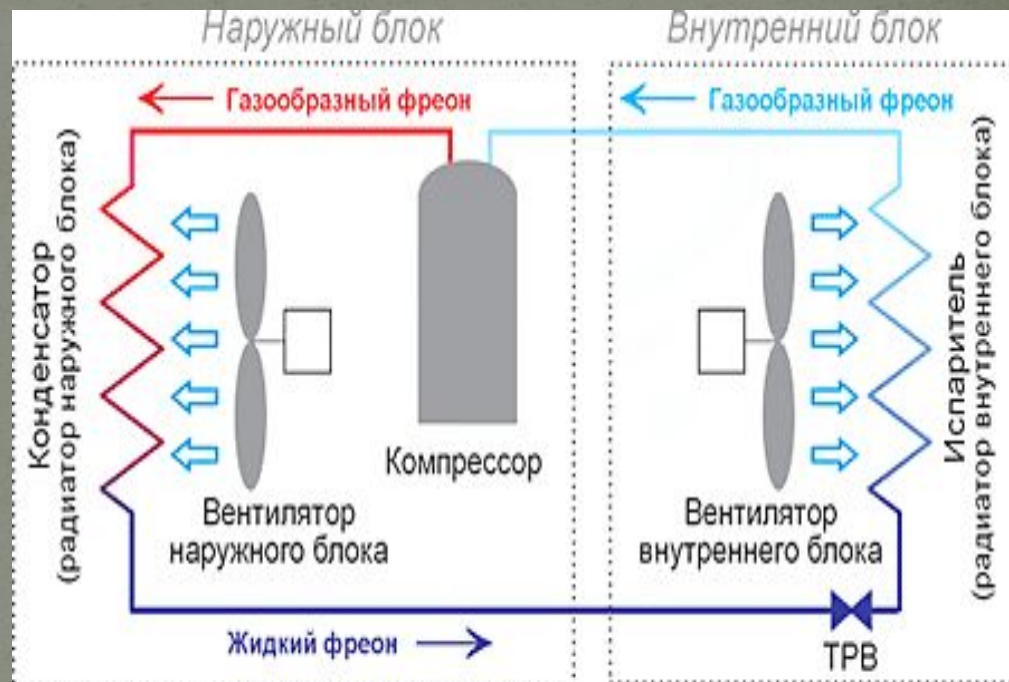 Наружный блок
Внутренний блок
Газообразный фреон
Газообразный фреон
Конденсатор
(радиатор наружного блока)
Компрессор
Вентилятор
наружного блока
Вентилятор
внутреннего блока
Испаритель
(радиатор внутреннего блока)
Жидкий фреон
ТРВ